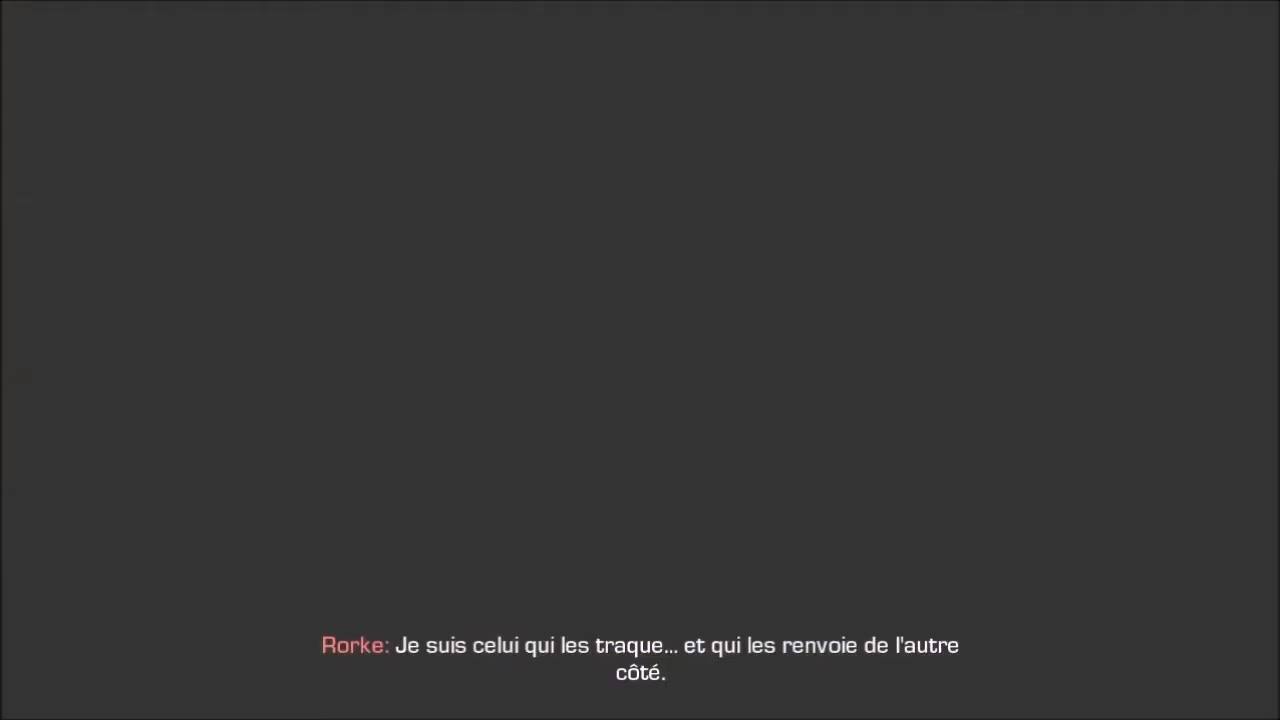 Rorke: Je suis celui qui les traque... et qui les renvoie de l'autre
côté.